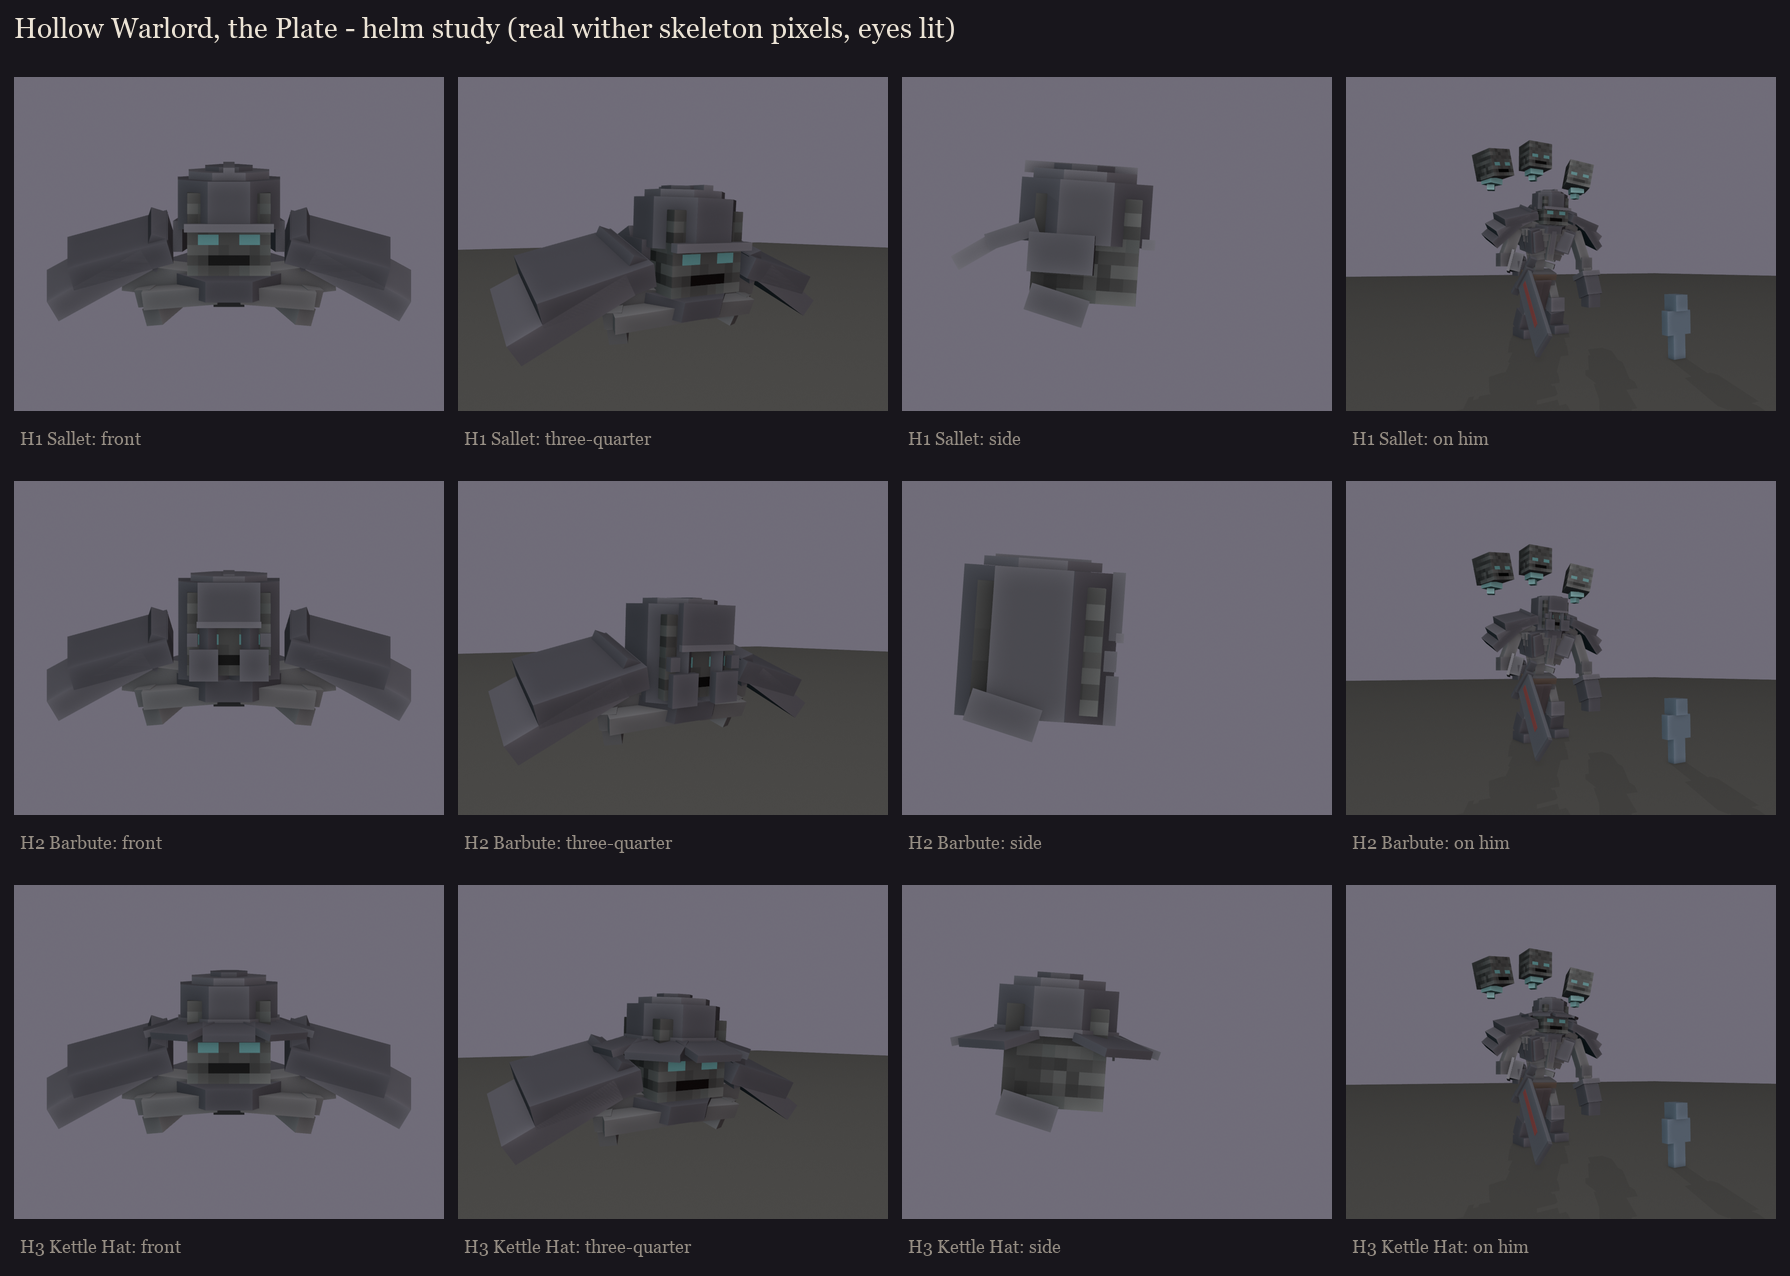 Hollow Warlord, the Plate - helm study (real wither skeleton pixels, eyes lit)
H1 Sallet: front
H1 Sallet: three-quarter
H1 Sallet: side
H1 Sallet: on him
H2 Barbute: front
H2 Barbute: three-quarter
H2 Barbute: side
H2 Barbute: on him
H3 Kettle Hat: front
H3 Kettle Hat: three-quarter
H3 Kettle Hat: side
H3 Kettle Hat: on him